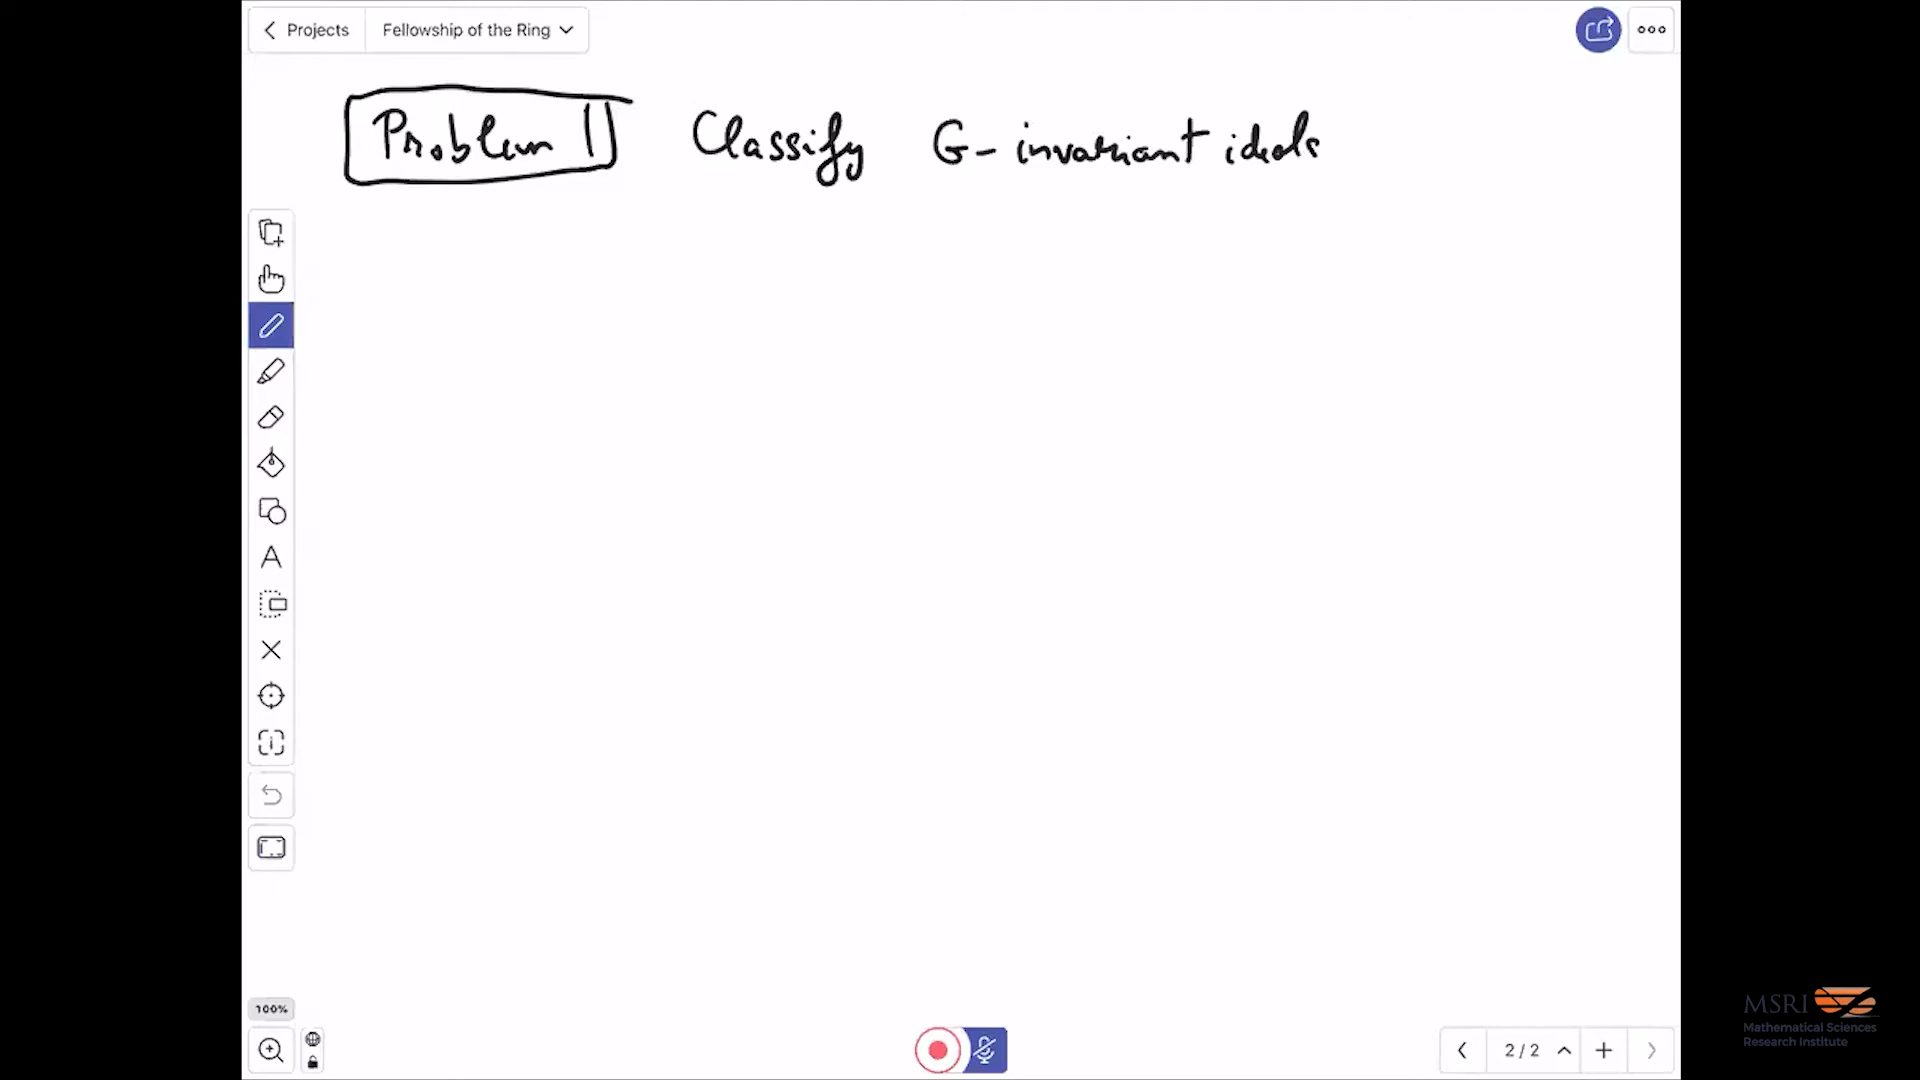 Projects
Fellowship of the Ring
Problem 1 Classify G-invariant ideals
A
100%
2/2
MSRI
Mathematical Sciences
Research Institute